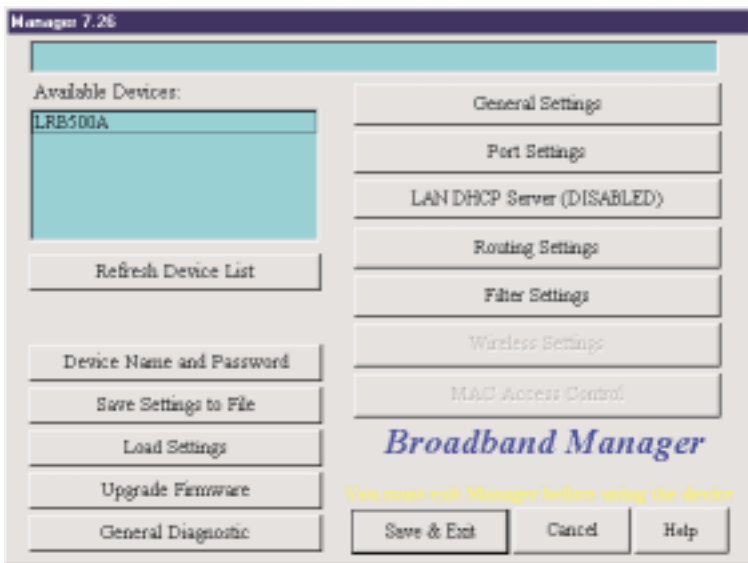 Manager 7.26
Available Devices:
LRB500A
Refresh Device List
Device Name and Password
Save Settings to File
Load Settings
Upgrade Firmware
General Diagnostic
General Settings
Port Settings
LAN DHCP Server (DISABLED)
Routing Settings
Filter Settings
Wireless Settings
MAC Access Control
Broadband Manager
You must exit Manager before using the device
Save & Exit
Cancel
Help